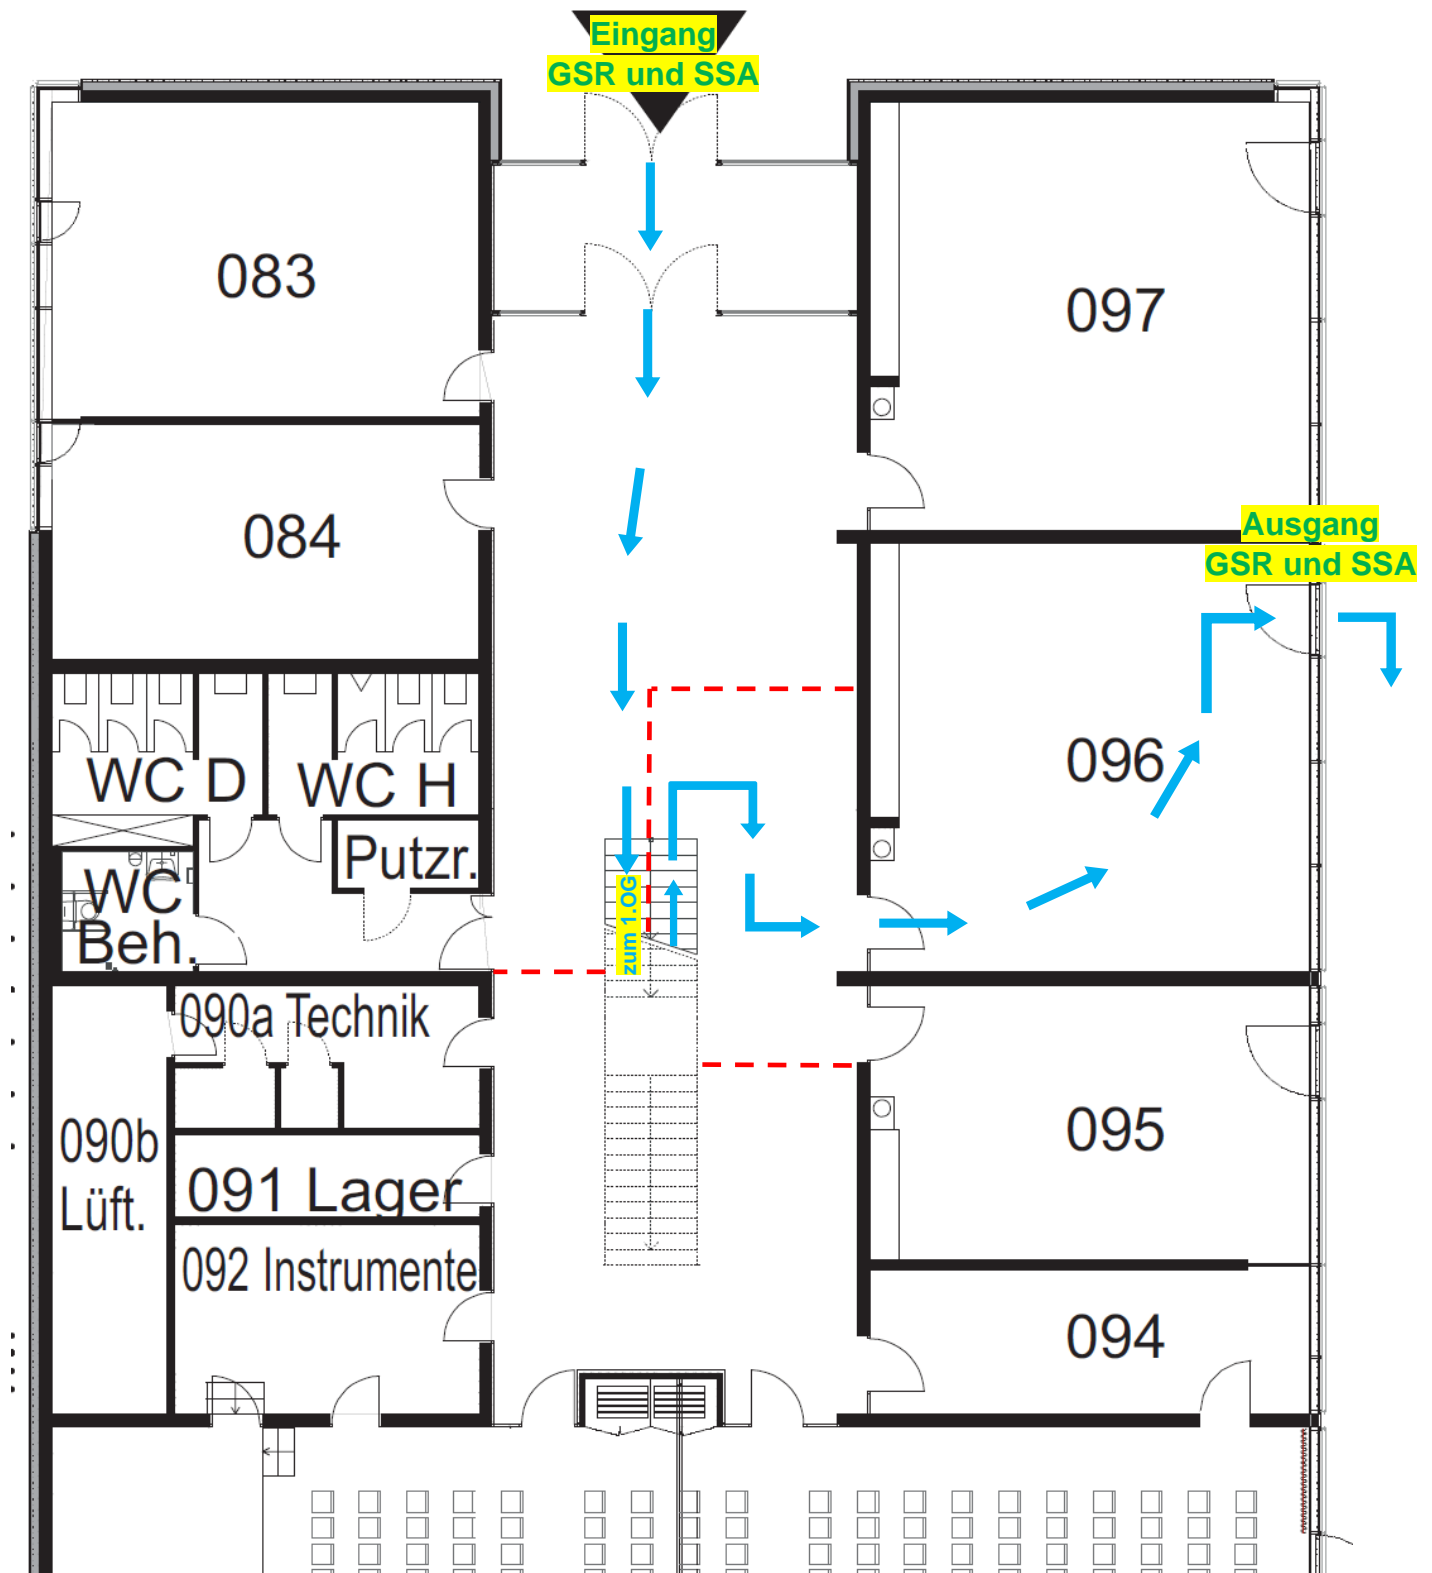 Eingang
GSR und SSA
083
097
084
Ausgang
GSR und SSA
096
WC D
WC H
Putzr.
WC
Beh.
zum 1.OG
090a Technik
090b
Lüft.
095
091 Lager
092 Instrumente
094